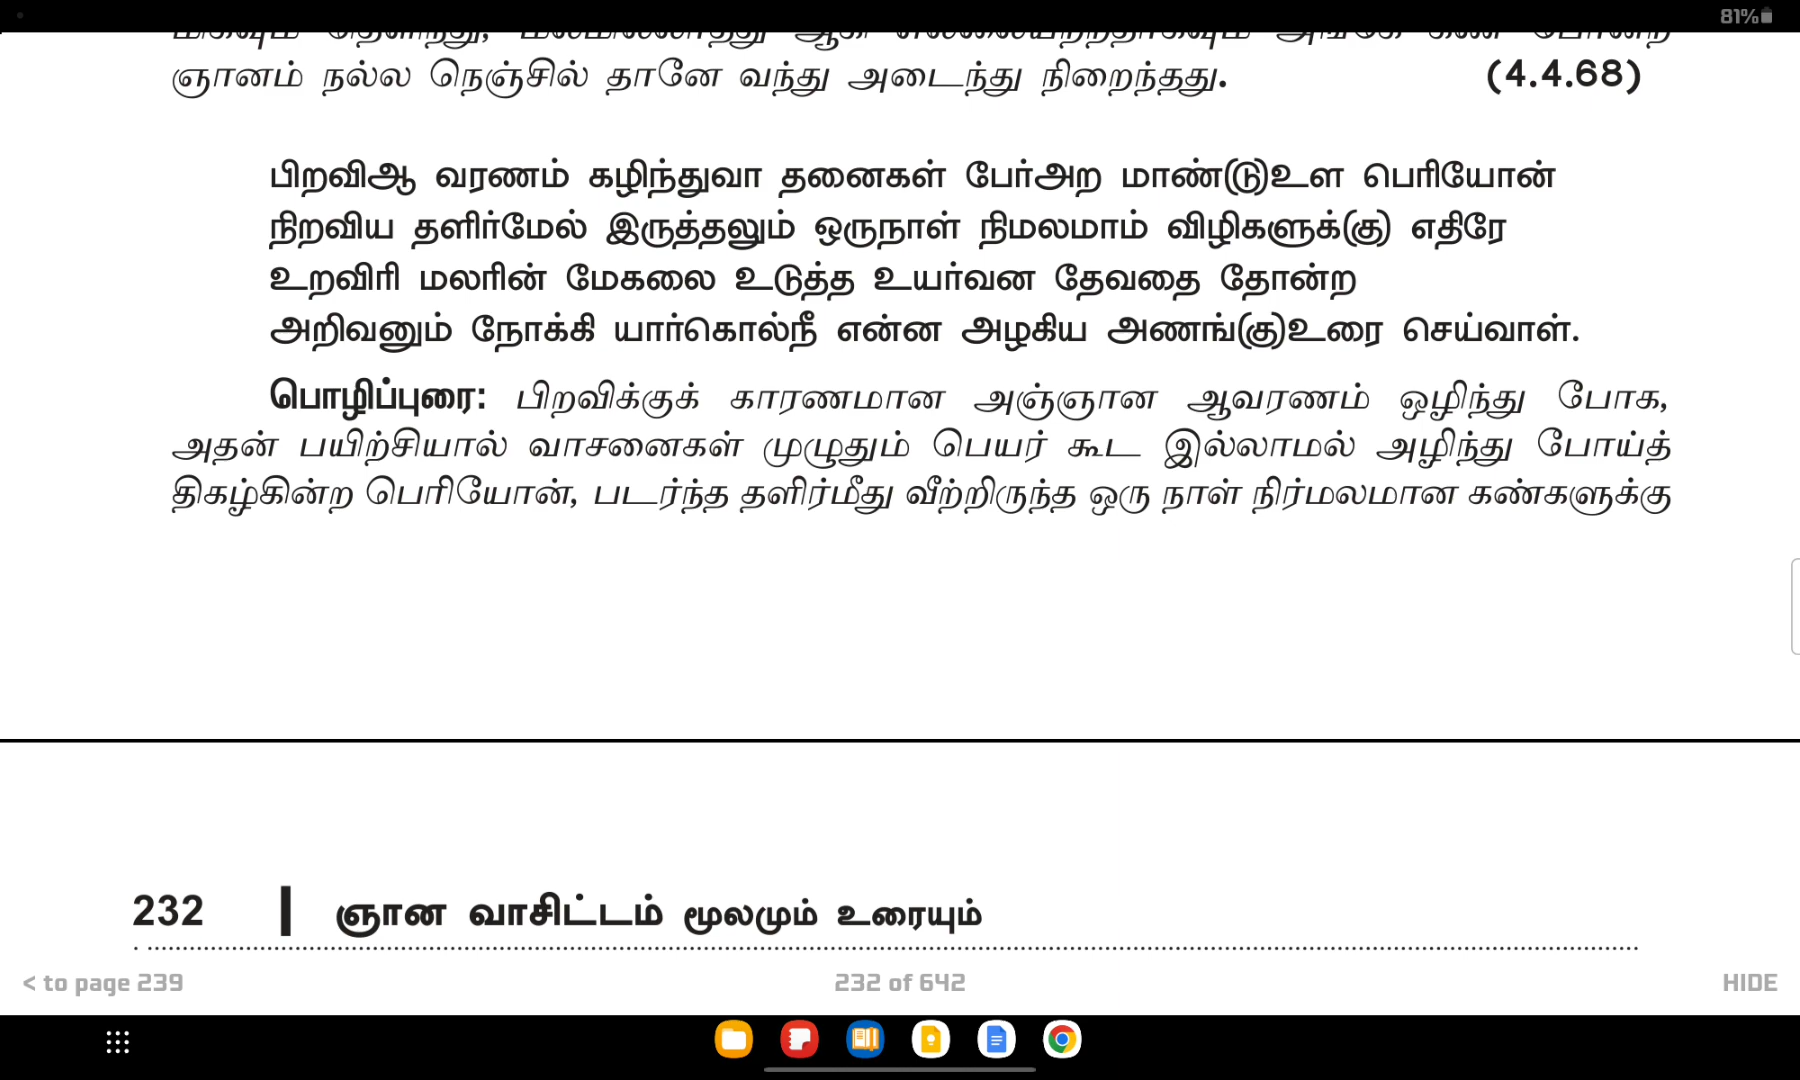 81%
ஞானம் நல்ல நெஞ்சில் தானே வந்து அடைந்து நிறைந்தது. (4.4.68)
பிறவிஆ வரணம் கழிந்துவா தனைகள் பேர்அற மாண்(டு)உள பெரியோன்
நிறவிய தளிர்மேல் இருத்தலும் ஒருநாள் நிமலமாம் விழிகளுக்(கு) எதிரே
உறவிரி மலரின் மேகலை உடுத்த உயர்வன தேவதை தோன்ற
அறிவனும் நோக்கி யார்கொல்நீ என்ன அழகிய அணங்(கு)உரை செய்வாள்.
பொழிப்புரை: பிறவிக்குக் காரணமான அஞ்ஞான ஆவரணம் ஒழிந்து போக,
அதன் பயிற்சியால் வாசனைகள் முழுதும் பெயர் கூட இல்லாமல் அழிந்து போய்த்
திகழ்கின்ற பெரியோன், படர்ந்த தளிர்மீது வீற்றிருந்த ஒரு நாள் நிர்மலமான கண்களுக்கு
232 | ஞான வாசிட்டம் மூலமும் உரையும்
< to page 239 232 of 642 HIDE